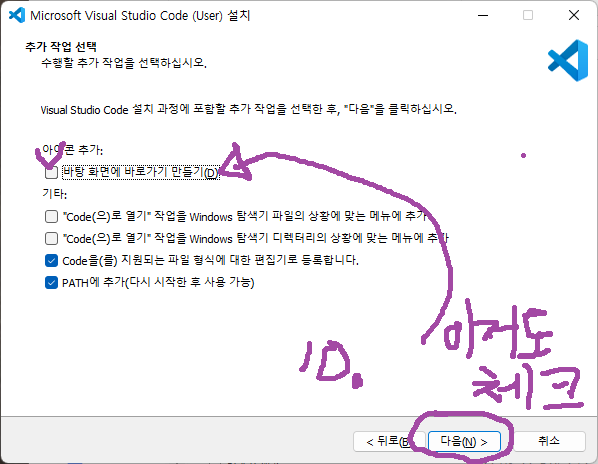 Microsoft Visual Studio Code (User) 설치
추가 작업 선택
수행할 추가 작업을 선택하십시오.
Visual Studio Code 설치 과정에 포함할 추가 작업을 선택한 후, "다음"을 클릭하십시오.
아이콘 추가:
바탕 화면에 바로가기 만들기(D)
기타:
"Code(으)로 열기" 작업을 Windows 탐색기 파일의 상황에 맞는 메뉴에 추가
"Code(으)로 열기" 작업을 Windows 탐색기 디렉터리의 상황에 맞는 메뉴에 추가
Code을(를) 지원되는 파일 형식에 대한 편집기로 등록합니다.
PATH에 추가(다시 시작한 후 사용 가능)
이거도
체크
10.
< 뒤로(B) 다음(N) > 취소